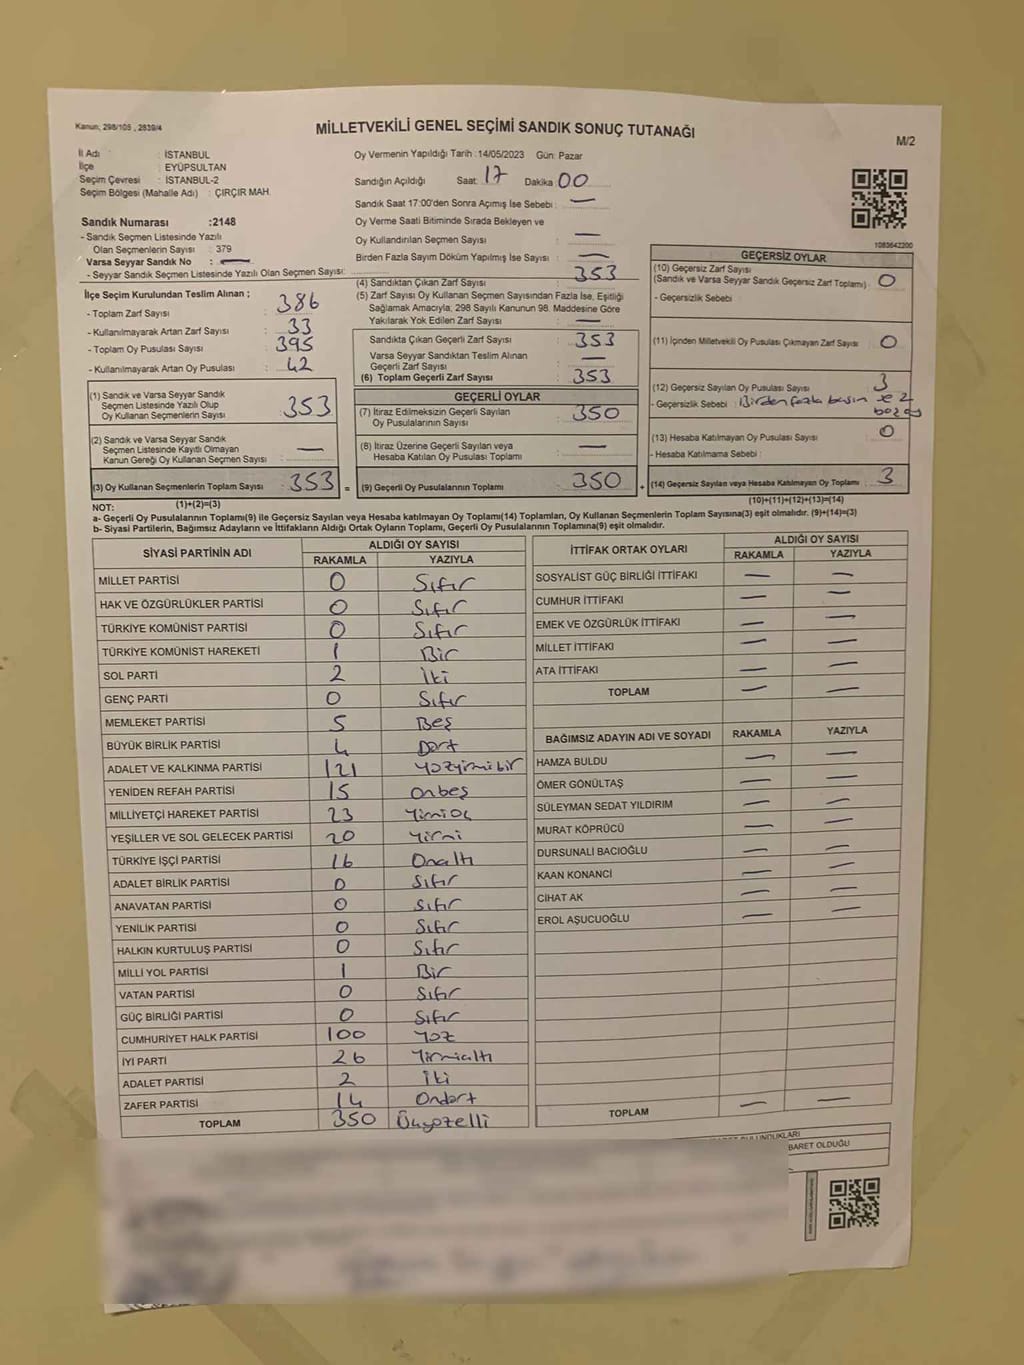 Kanun; 298/105 , 2839/4
MİLLETVEKİLİ GENEL SEÇİMİ SANDIK SONUÇ TUTANAĞI
M/2
İl Adı : İSTANBUL
İlçe : EYÜPSULTAN
Seçim Çevresi : İSTANBUL-2
Seçim Bölgesi (Mahalle Adı) : ÇIRÇIR MAH.
Sandık Numarası :2148
- Sandık Seçmen Listesinde Yazılı
Olan Seçmenlerin Sayısı : 379
Varsa Seyyar Sandık No : —
- Seyyar Sandık Seçmen Listesinde Yazılı Olan Seçmen Sayısı:
Oy Vermenin Yapıldığı Tarih :14/05/2023 Gün: Pazar
Sandığın Açıldığı Saat: 17 Dakika 00
Sandık Saat 17:00'den Sonra Açımış İse Sebebi : —
Oy Verme Saati Bitiminde Sırada Bekleyen ve
Oy Kullandırılan Seçmen Sayısı —
Birden Fazla Sayım Döküm Yapılmış İse Sayısı : —
(4) Sandıktan Çıkan Zarf Sayısı : 353
(5) Zarf Sayısı Oy Kullanan Seçmen Sayısından Fazla İse, Eşitliği
Sağlamak Amacıyla, 298 Sayılı Kanunun 98. Maddesine Göre
Yakılarak Yok Edilen Zarf Sayısı : —
1083642200
İlçe Seçim Kurulundan Teslim Alınan ;
- Toplam Zarf Sayısı : 386
- Kullanılmayarak Artan Zarf Sayısı : 33
- Toplam Oy Pusulası Sayısı : 395
- Kullanılmayarak Artan Oy Pusulası : 42
Sandıkta Çıkan Geçerli Zarf Sayısı : 353
Varsa Seyyar Sandıktan Teslim Alınan
Geçerli Zarf Sayısı : —
(6) Toplam Geçerli Zarf Sayısı : 353
(1) Sandık ve Varsa Seyyar Sandık
Seçmen Listesinde Yazılı Olup
Oy Kullanan Seçmenlerin Sayısı : 353
(2) Sandık ve Varsa Seyyar Sandık
Seçmen Listesinde Kayıtlı Olmayan
Kanun Gereği Oy Kullanan Seçmen Sayısı : —
(3) Oy Kullanan Seçmenlerin Toplam Sayısı : 353 =
(1)+(2)=(3)
GEÇERLİ OYLAR
(7) İtiraz Edilmeksizin Geçerli Sayılan
Oy Pusulalarının Sayısı : 350
(8) İtiraz Üzerine Geçerli Sayılan veya
Hesaba Katılan Oy Pusulası Toplamı : —
(9) Geçerli Oy Pusulalarının Toplamı : 350 +
GEÇERSİZ OYLAR
(10) Geçersiz Zarf Sayısı
(Sandık ve Varsa Seyyar Sandık Geçersiz Zarf Toplamı) : 0
- Geçersizlik Sebebi :
(11) İçinden Milletvekili Oy Pusulası Çıkmayan Zarf Sayısı : 0
(12) Geçersiz Sayılan Oy Pusulası Sayısı : 3
- Geçersizlik Sebebi : Birden fazla basım ve 2
(13) Hesaba Katılmayan Oy Pusulası Sayısı : 0
- Hesaba Katılmama Sebebi :
(14) Geçersiz Sayılan veya Hesaba Katılmayan Oy Toplamı : 3
(10)+(11)+(12)+(13)=(14)
NOT:
a- Geçerli Oy Pusulalarının Toplamı(9) ile Geçersiz Sayılan veya Hesaba katılmayan Oy Toplamı(14) Toplamları, Oy Kullanan Seçmenlerin Toplam Sayısına(3) eşit olmalıdır. (9)+(14)=(3)
b- Siyasi Partilerin, Bağımsız Adayların ve İttifakların Aldığı Ortak Oyların Toplamı, Geçerli Oy Pusulalarının Toplamına(9) eşit olmalıdır.
SİYASİ PARTİNİN ADI ALDIĞI OY SAYISI
RAKAMLA YAZIYLA
MİLLET PARTİSİ 0 Sıfır
HAK VE ÖZGÜRLÜKLER PARTİSİ 0 Sıfır
TÜRKİYE KOMÜNİST PARTİSİ 0 Sıfır
TÜRKİYE KOMÜNİST HAREKETİ 1 Bir
SOL PARTİ 2 İki
GENÇ PARTİ 0 Sıfır
MEMLEKET PARTİSİ 5 Beş
BÜYÜK BİRLİK PARTİSİ 4 Dört
ADALET VE KALKINMA PARTİSİ 121 Yüzyirmibir
YENİDEN REFAH PARTİSİ 15 Onbeş
MİLLİYETÇİ HAREKET PARTİSİ 23 Yirmiüç
YEŞİLLER VE SOL GELECEK PARTİSİ 20 Yirmi
TÜRKİYE İŞÇİ PARTİSİ 16 Onaltı
ADALET BİRLİK PARTİSİ 0 Sıfır
ANAVATAN PARTİSİ 0 Sıfır
YENİLİK PARTİSİ 0 Sıfır
HALKIN KURTULUŞ PARTİSİ 0 Sıfır
MİLLİ YOL PARTİSİ 1 Bir
VATAN PARTİSİ 0 Sıfır
GÜÇ BİRLİĞİ PARTİSİ 0 Sıfır
CUMHURİYET HALK PARTİSİ 100 Yüz
İYİ PARTİ 26 Yirmialtı
ADALET PARTİSİ 2 İki
ZAFER PARTİSİ 14 Ondört
TOPLAM 350 Üçyüzelli
İTTİFAK ORTAK OYLARI ALDIĞI OY SAYISI
RAKAMLA YAZIYLA
SOSYALİST GÜÇ BİRLİĞİ İTTİFAKI — —
CUMHUR İTTİFAKI — —
EMEK VE ÖZGÜRLÜK İTTİFAKI — —
MİLLET İTTİFAKI — —
ATA İTTİFAKI — —
TOPLAM — —
BAĞIMSIZ ADAYIN ADI VE SOYADI RAKAMLA YAZIYLA
HAMZA BULDU — —
ÖMER GÖNÜLTAŞ — —
SÜLEYMAN SEDAT YILDIRIM — —
MURAT KÖPRÜCÜ — —
DURSUNALİ BACIOĞLU — —
KAAN KONANCİ — —
CİHAT AK — —
EROL AŞUCUOĞLU — —
TOPLAM — —
BARET OLDUĞU